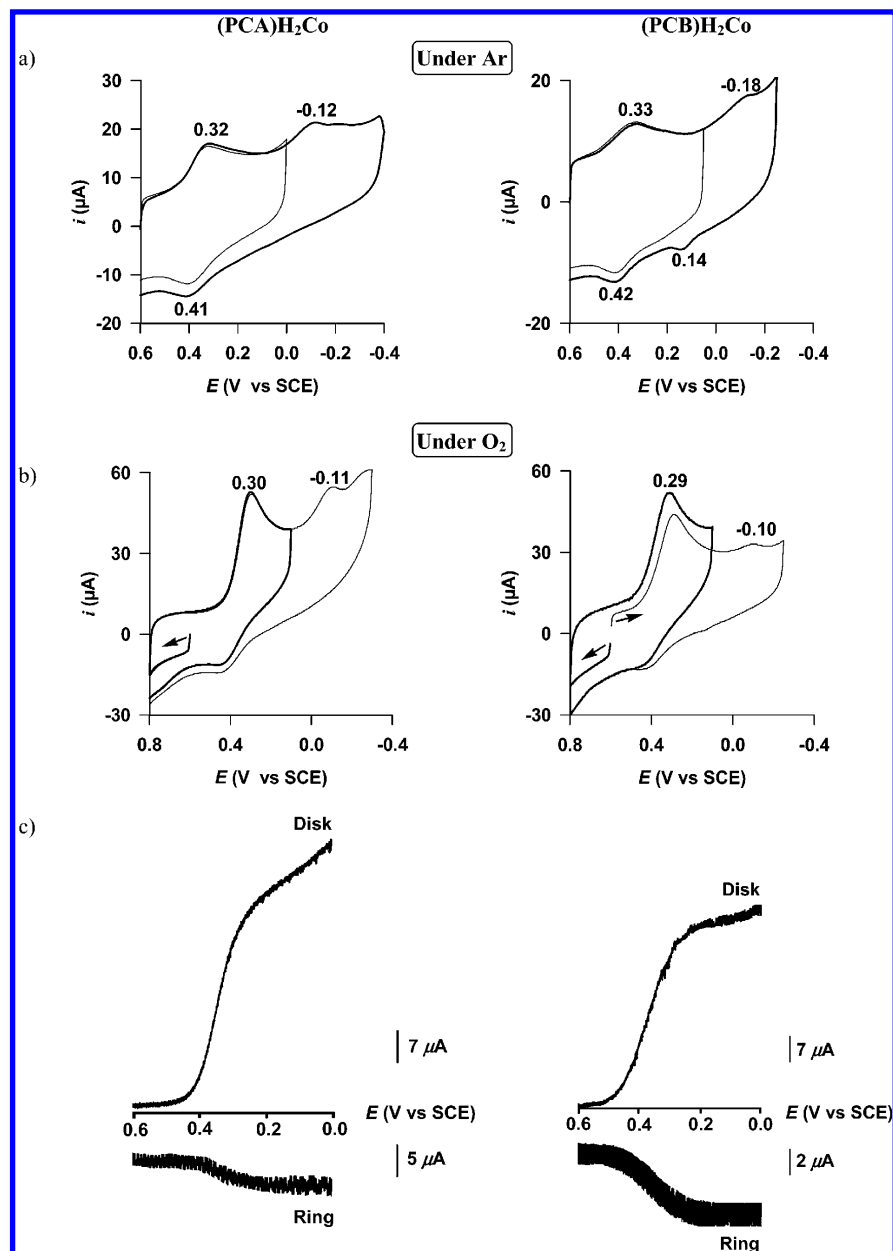 (PCA)H₂Co (PCB)H₂Co
a) Under Ar
30
20
10
0
-10
-20
i (µA)
0.32
-0.12
0.41
0.6 0.4 0.2 0.0 -0.2 -0.4
E (V vs SCE)
20
0
-20
i (µA)
0.33
-0.18
0.14
0.42
0.6 0.4 0.2 0.0 -0.2 -0.4
E (V vs SCE)
Under O₂
b)
60
30
0
-30
i (µA)
0.30
-0.11
0.8 0.4 0.0 -0.4
E (V vs SCE)
60
30
0
-30
i (µA)
0.29
-0.10
0.8 0.4 0.0 -0.4
E (V vs SCE)
c)
Disk
7 µA
0.6 0.4 0.2 0.0
E (V vs SCE)
5 µA
Ring
Disk
7 µA
0.6 0.4 0.2 0.0
E (V vs SCE)
2 µA
Ring